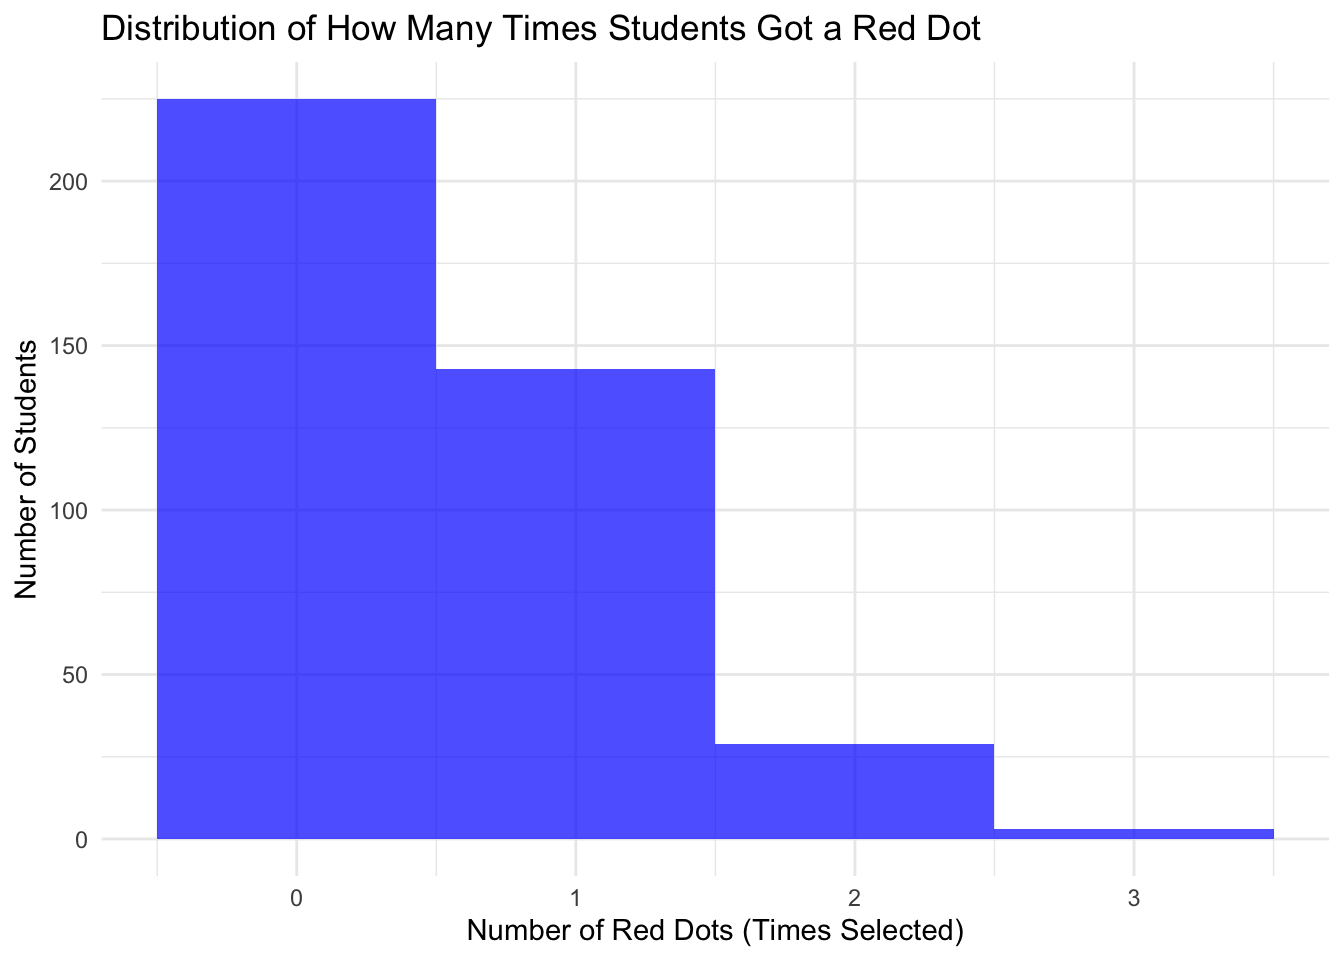 Distribution of How Many Times Students Got a Red Dot
Number of Students
200
150
100
50
0
0 1 2 3
Number of Red Dots (Times Selected)